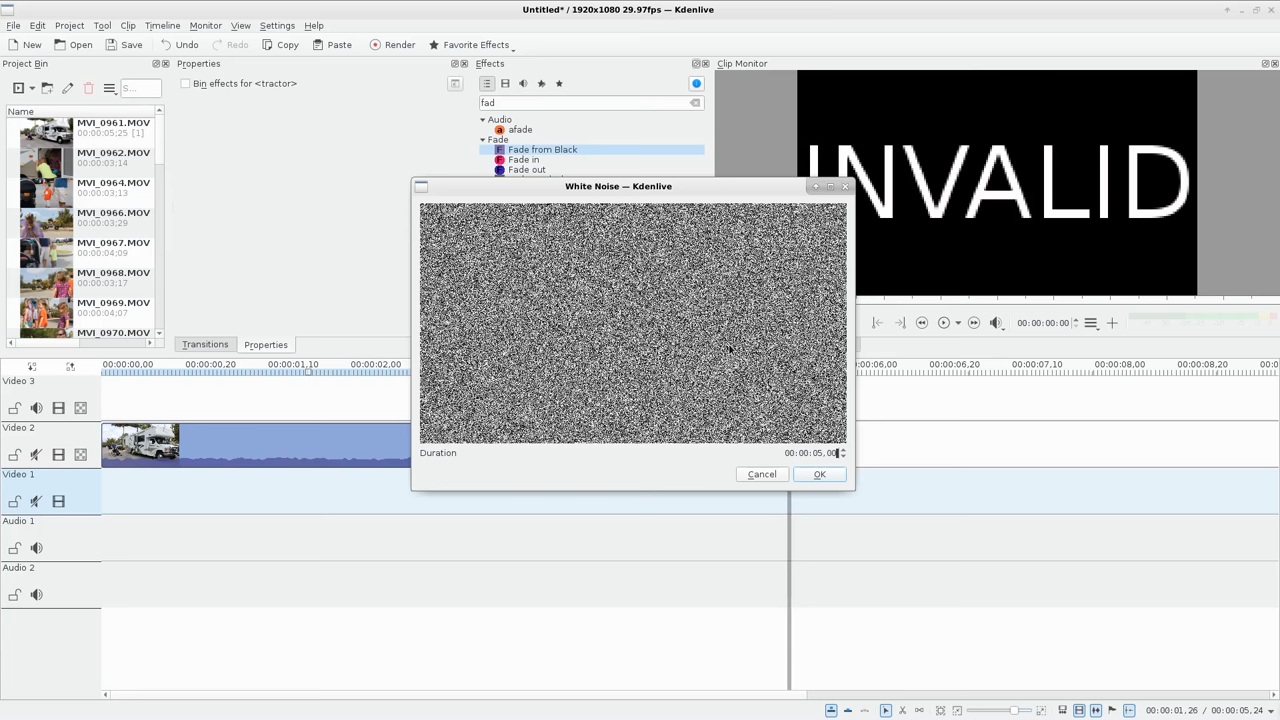 Untitled* / 1920x1080 29.97fps — Kdenlive
File Edit Project Tool Clip Timeline Monitor View Settings Help
New Open Save Undo Redo Copy Paste Render Favorite Effects
Project Bin
S...
Name
MVI_0961.MOV
00:00:05;25 [1]
MVI_0962.MOV
00:00:03;14
MVI_0964.MOV
00:00:03;13
MVI_0966.MOV
00:00:03;29
MVI_0967.MOV
00:00:04;09
MVI_0968.MOV
00:00:03;17
MVI_0969.MOV
00:00:04;07
MVI_0970.MOV
Properties
Bin effects for <tractor>
Transitions Properties
Effects
fad
Audio
afade
Fade
Fade from Black
Fade in
Fade out
Clip Monitor
INVALID
00:00:00;00
White Noise — Kdenlive
Duration 00:00:05,00
Cancel OK
00:00:00,00 00:00:00,20 00:00:01,10 00:00:02,00 00:00:06,00 00:00:06,20 00:00:07,10 00:00:08,00 00:00:08,20
Video 3
Video 2
Video 1
Audio 1
Audio 2
00:00:01,26 / 00:00:05,24